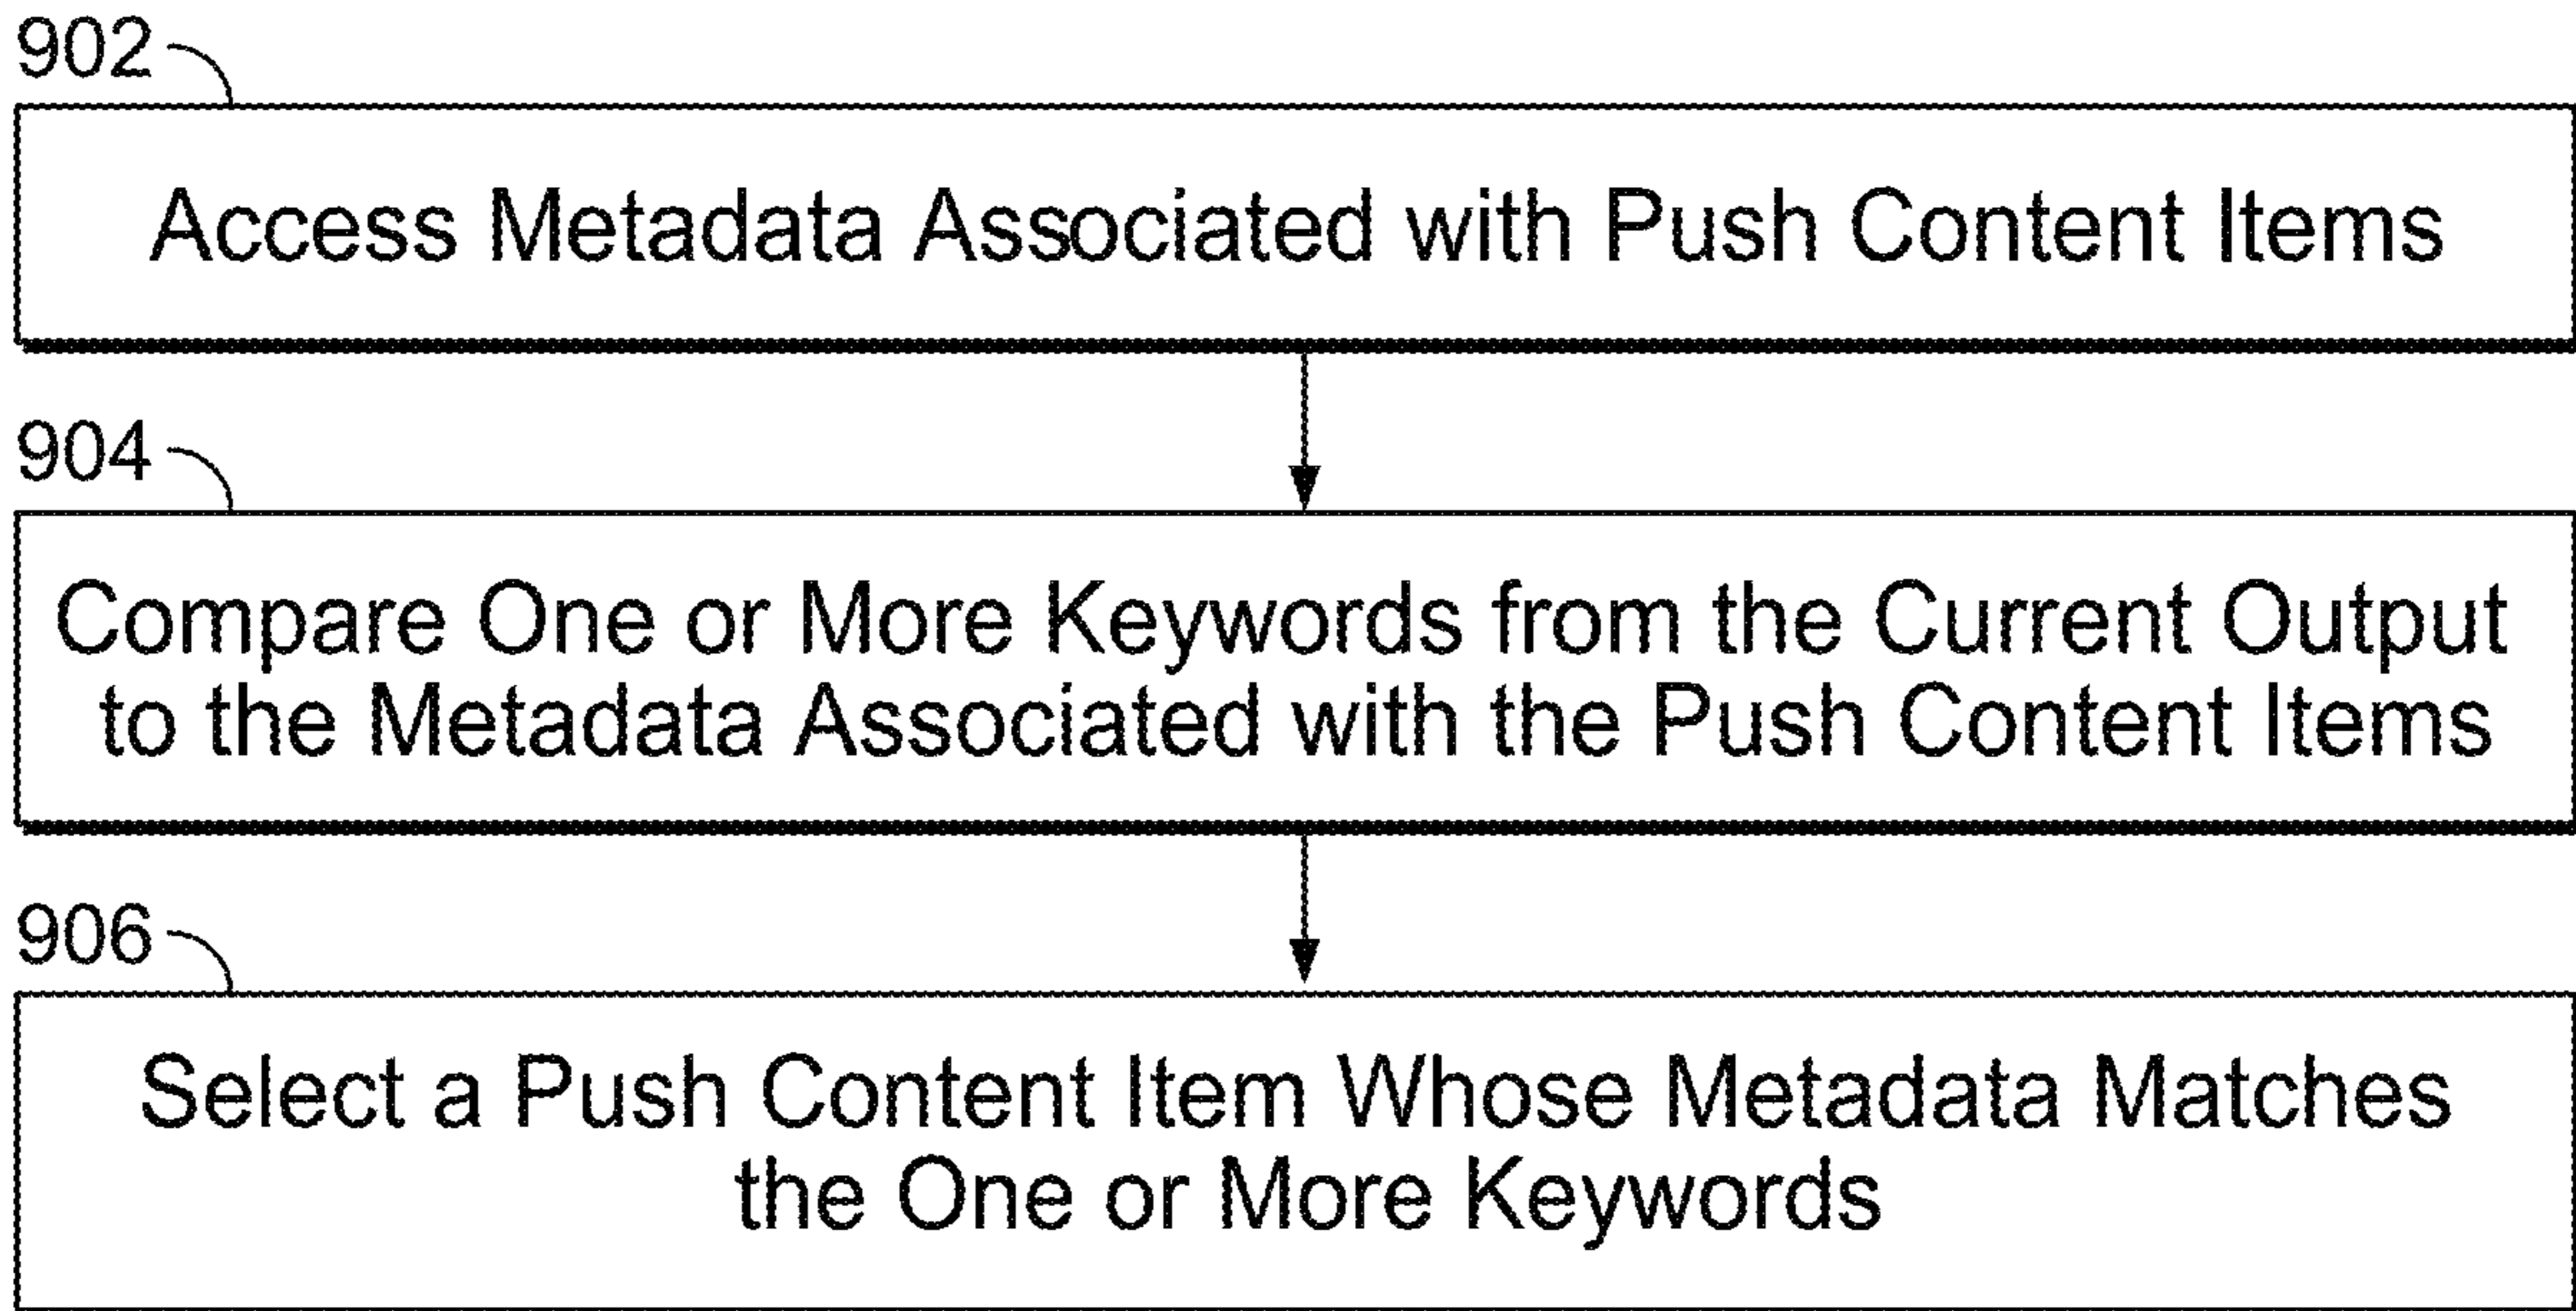 902
Access Metadata Associated with Push Content Items
904
Compare One or More Keywords from the Current Output
to the Metadata Associated with the Push Content Items
906
Select a Push Content Item Whose Metadata Matches
the One or More Keywords